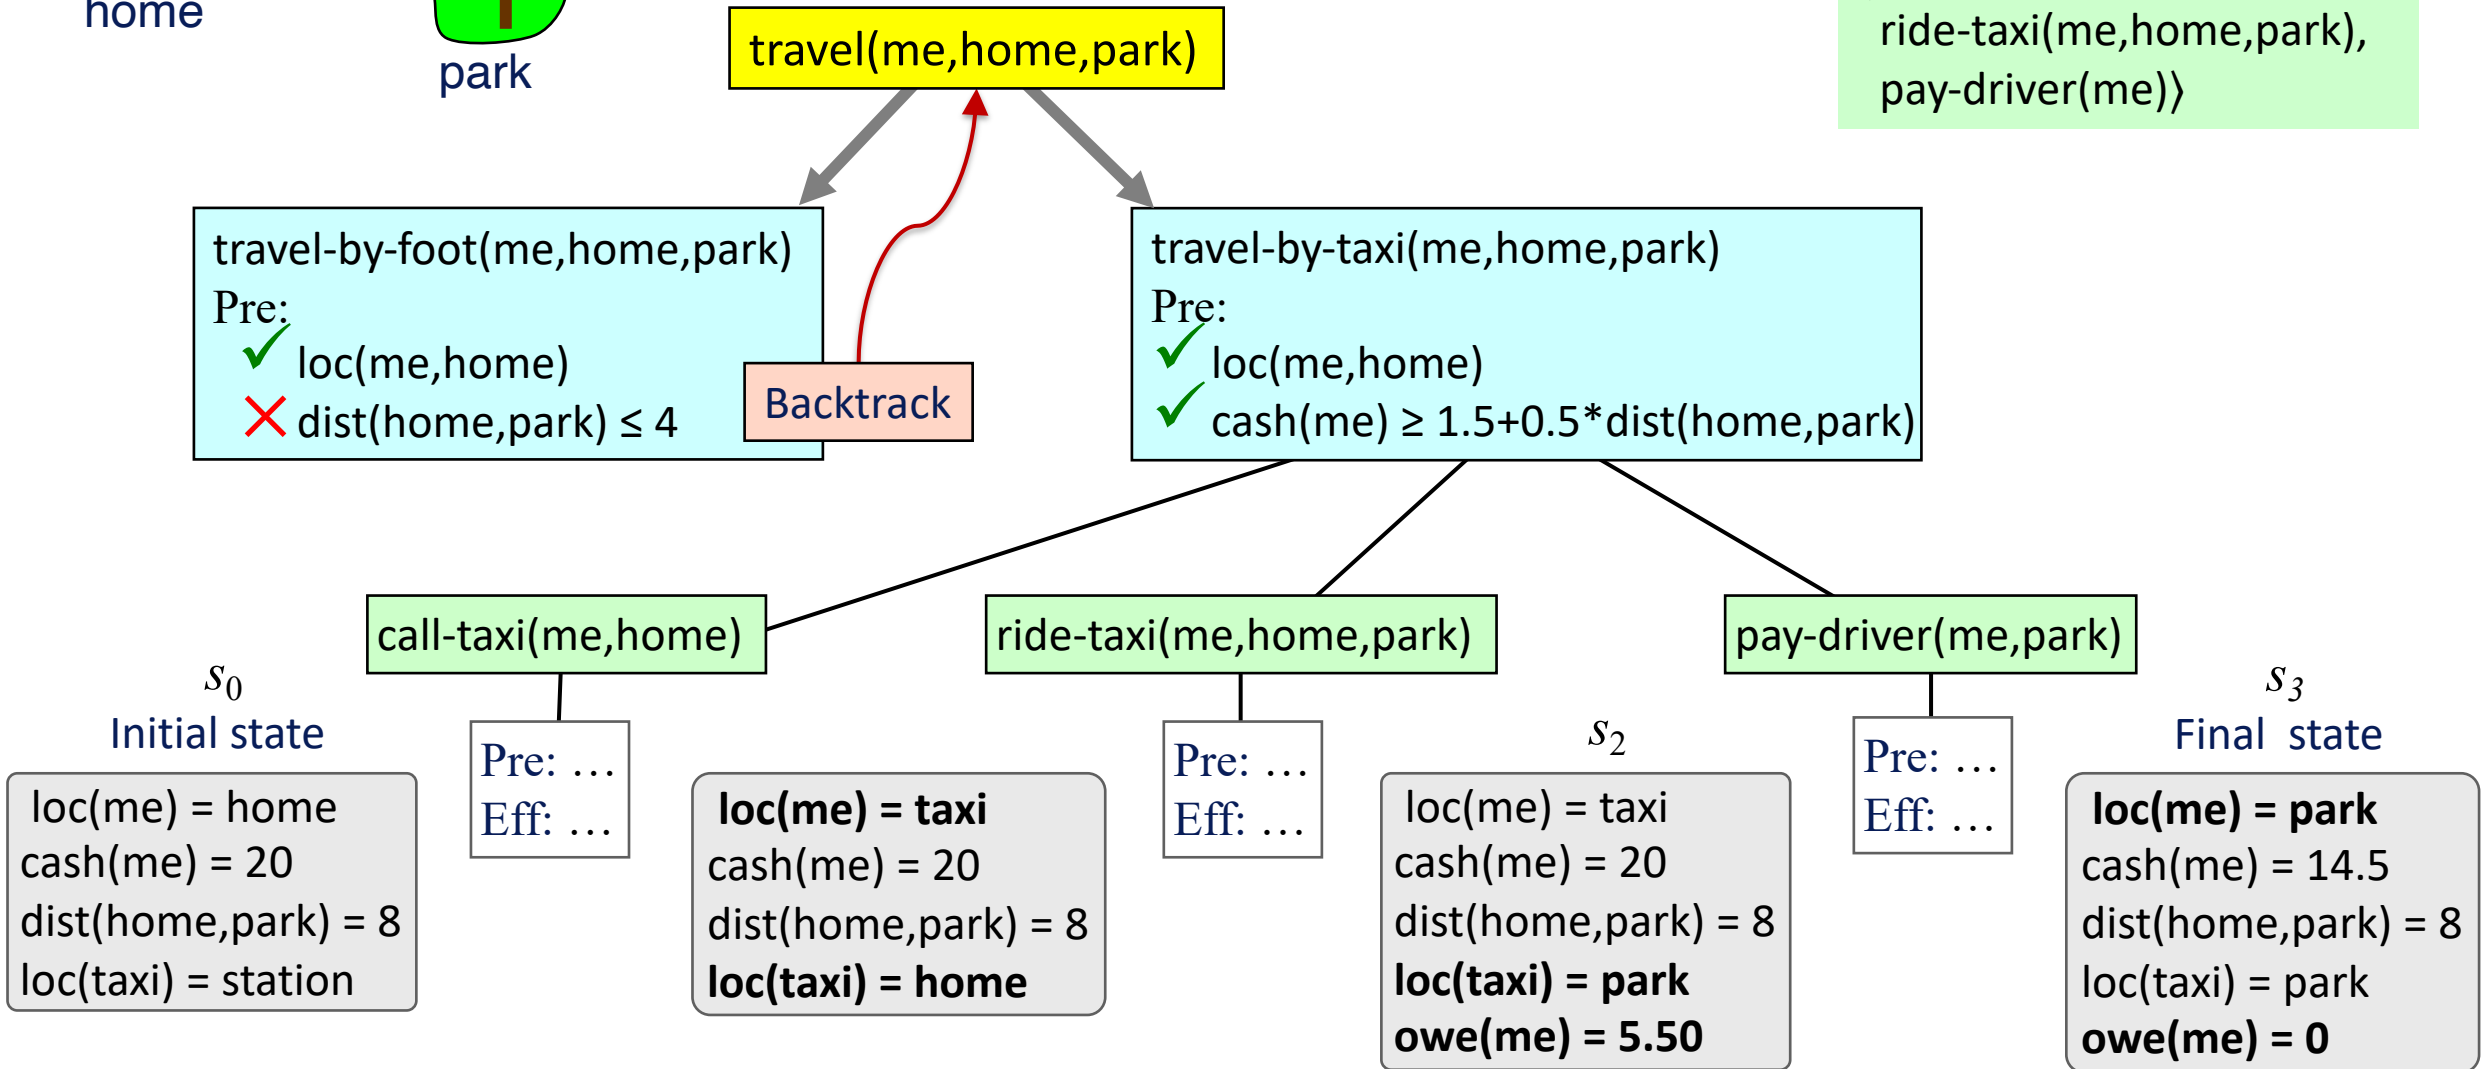 home
park
travel(me,home,park)
ride-taxi(me,home,park),
pay-driver(me)⟩
travel-by-foot(me,home,park)
Pre:
✓ loc(me,home)
✕ dist(home,park) ≤ 4
Backtrack
travel-by-taxi(me,home,park)
Pre:
✓ loc(me,home)
✓ cash(me) ≥ 1.5+0.5*dist(home,park)
call-taxi(me,home)
ride-taxi(me,home,park)
pay-driver(me,park)
s₀
Initial state
loc(me) = home
cash(me) = 20
dist(home,park) = 8
loc(taxi) = station
Pre: …
Eff: …
loc(me) = taxi
cash(me) = 20
dist(home,park) = 8
loc(taxi) = home
Pre: …
Eff: …
s₂
loc(me) = taxi
cash(me) = 20
dist(home,park) = 8
loc(taxi) = park
owe(me) = 5.50
Pre: …
Eff: …
s₃
Final state
loc(me) = park
cash(me) = 14.5
dist(home,park) = 8
loc(taxi) = park
owe(me) = 0